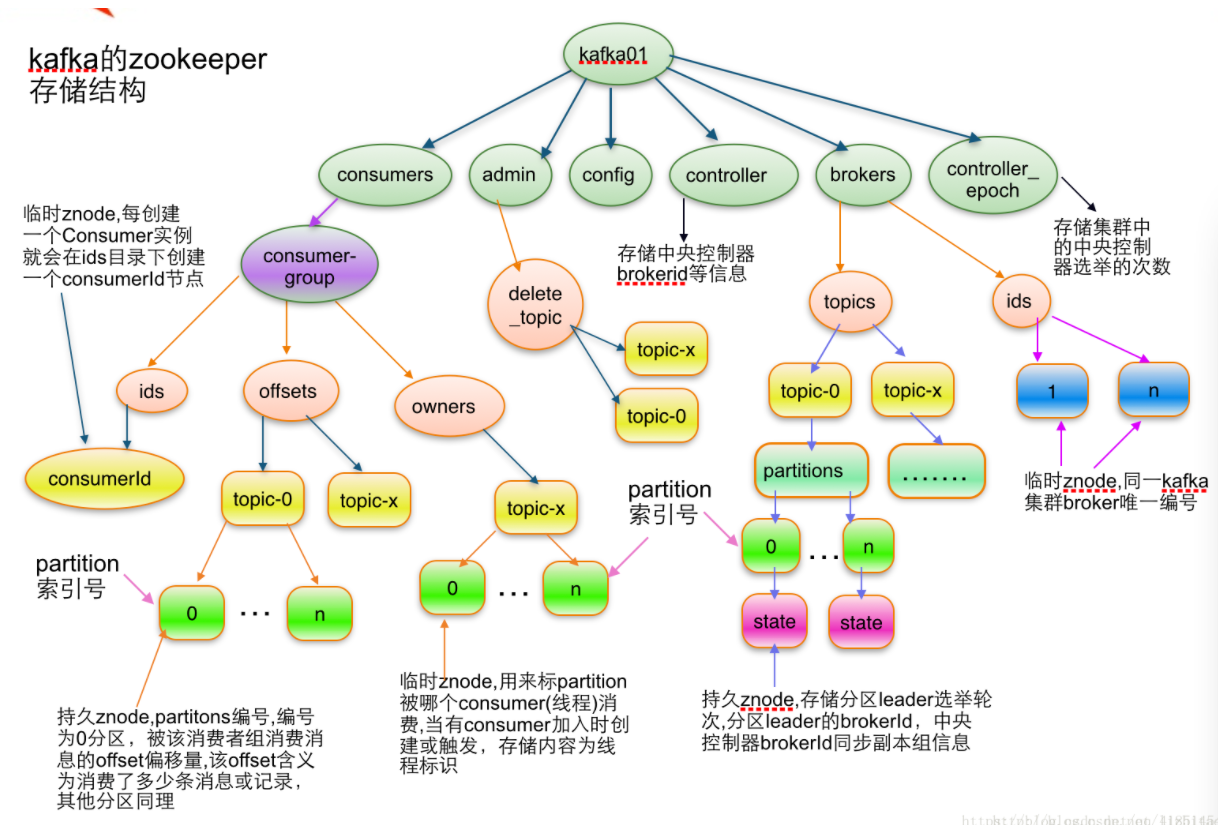 kafka的zookeeper
存储结构
kafka01
consumers
admin
config
controller
brokers
controller_
epoch
临时znode,每创建
一个Consumer实例
就会在ids目录下创建
一个consumerId节点
consumer-
group
存储中央控制器
brokerid等信息
存储集群中
的中央控制
器选举的次数
delete
_topic
topics
ids
topic-x
topic-0
ids
offsets
owners
topic-0
topic-x
1
n
consumerId
topic-0
topic-x
topic-x
partitions
.......
临时znode,同一kafka
集群broker唯一编号
partition
索引号
partition
索引号
0
...
n
0
...
n
0
...
n
state
state
持久znode,partitons编号,编号
为0分区，被该消费者组消费消
息的offset偏移量,该offset含义
为消费了多少条消息或记录，
其他分区同理
临时znode,用来标partition
被哪个consumer(线程)消
费,当有consumer加入时创
建或触发，存储内容为线
程标识
持久znode,存储分区leader选举轮
次,分区leader的brokerId，中央
控制器brokerId同步副本组信息